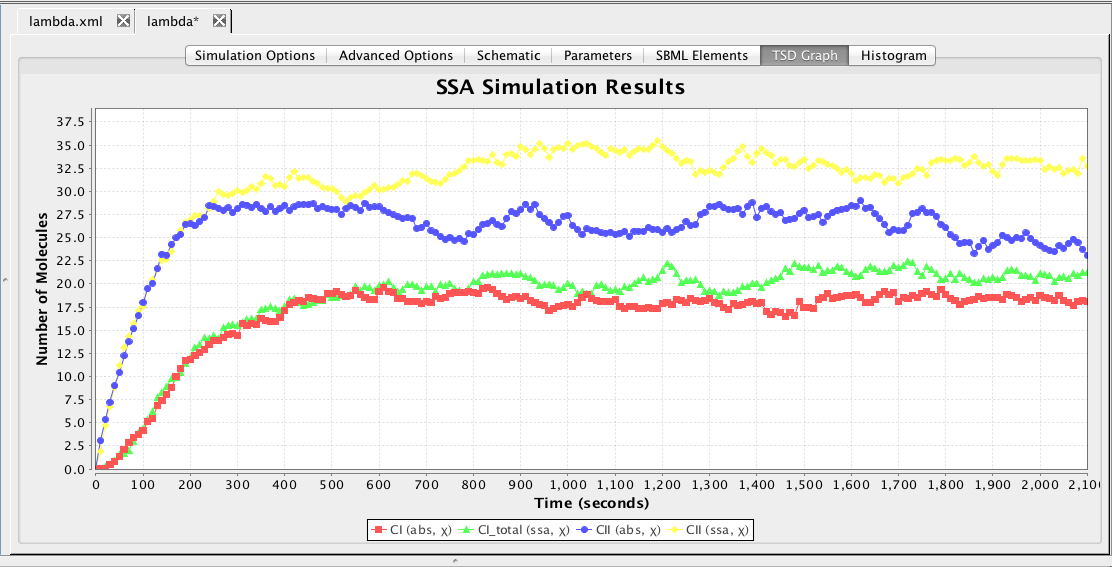 lambda.xml lambda*
Simulation Options Advanced Options Schematic Parameters SBML Elements TSD Graph Histogram
SSA Simulation Results
37.5
35.0
32.5
30.0
27.5
25.0
22.5
20.0
17.5
15.0
12.5
10.0
7.5
5.0
2.5
0.0
Number of Molecules
0 100 200 300 400 500 600 700 800 900 1,000 1,100 1,200 1,300 1,400 1,500 1,600 1,700 1,800 1,900 2,000 2,100
Time (seconds)
CI (abs, χ) CI_total (ssa, χ) CII (abs, χ) CII (ssa, χ)